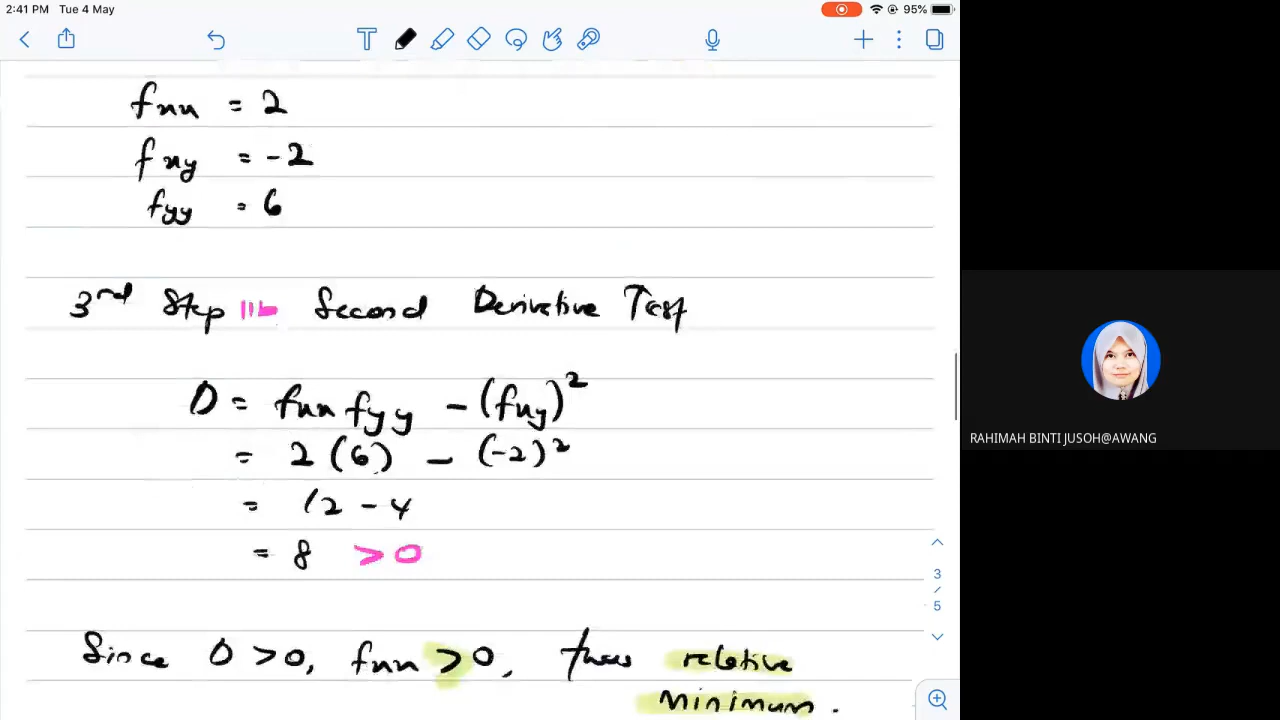 2:41 PM Tue 4 May
95%
fxx = 2
fxy = -2
fyy = 6
3rd Step Second Derivative Test
D = fxx fyy - (fxy)²
= 2 (6) - (-2)²
= 12 - 4
= 8 > 0
RAHIMAH BINTI JUSOH@AWANG
3
/
5
Since D > 0, fxx > 0, thus relative
minimum.